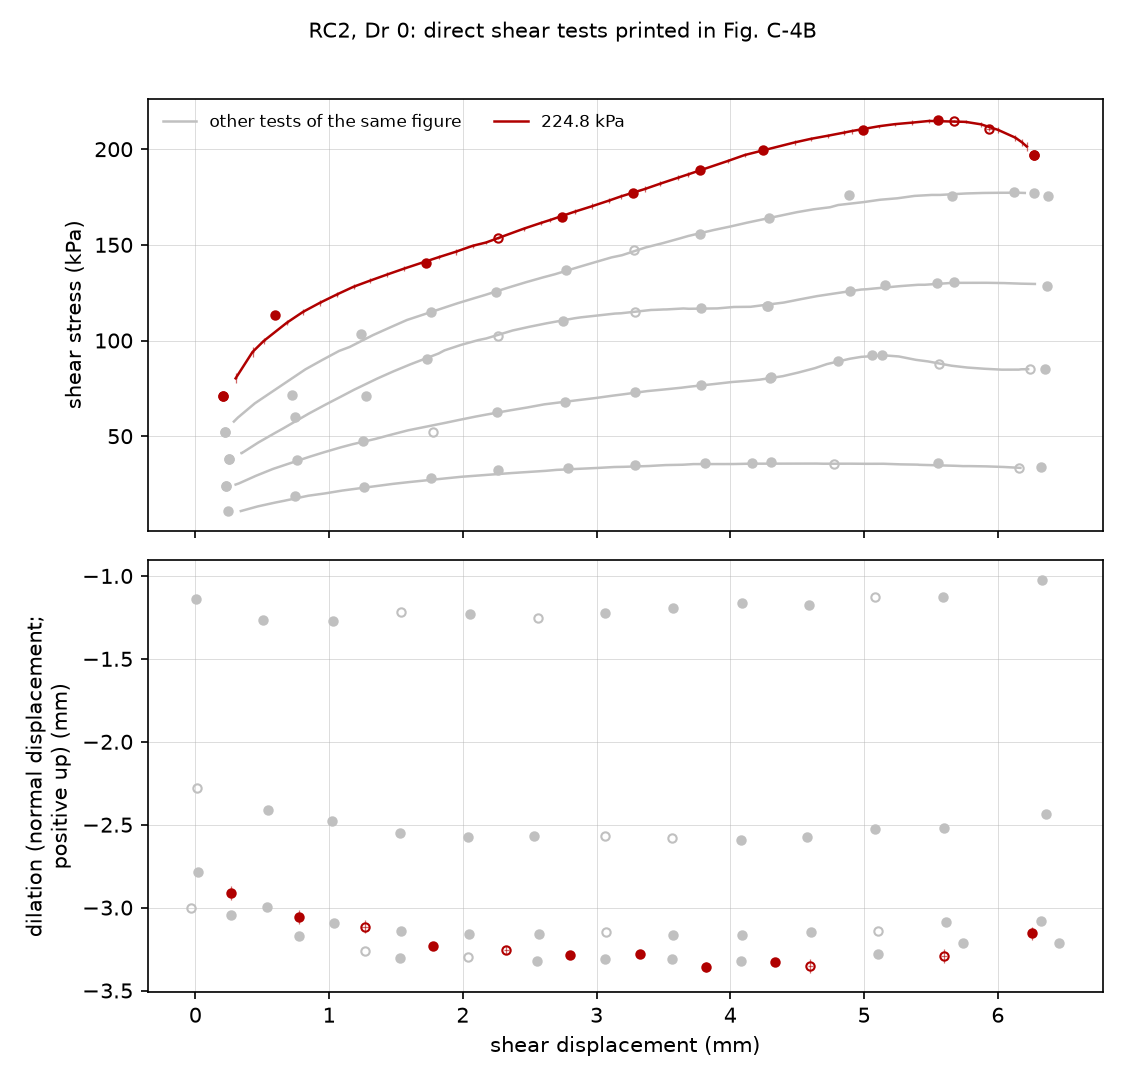 RC2, Dr 0: direct shear tests printed in Fig. C-4B
other tests of the same figure
224.8 kPa
shear stress (kPa)
200
150
100
50
dilation (normal displacement;
positive up) (mm)
−1.0
−1.5
−2.0
−2.5
−3.0
−3.5
0 1 2 3 4 5 6
shear displacement (mm)